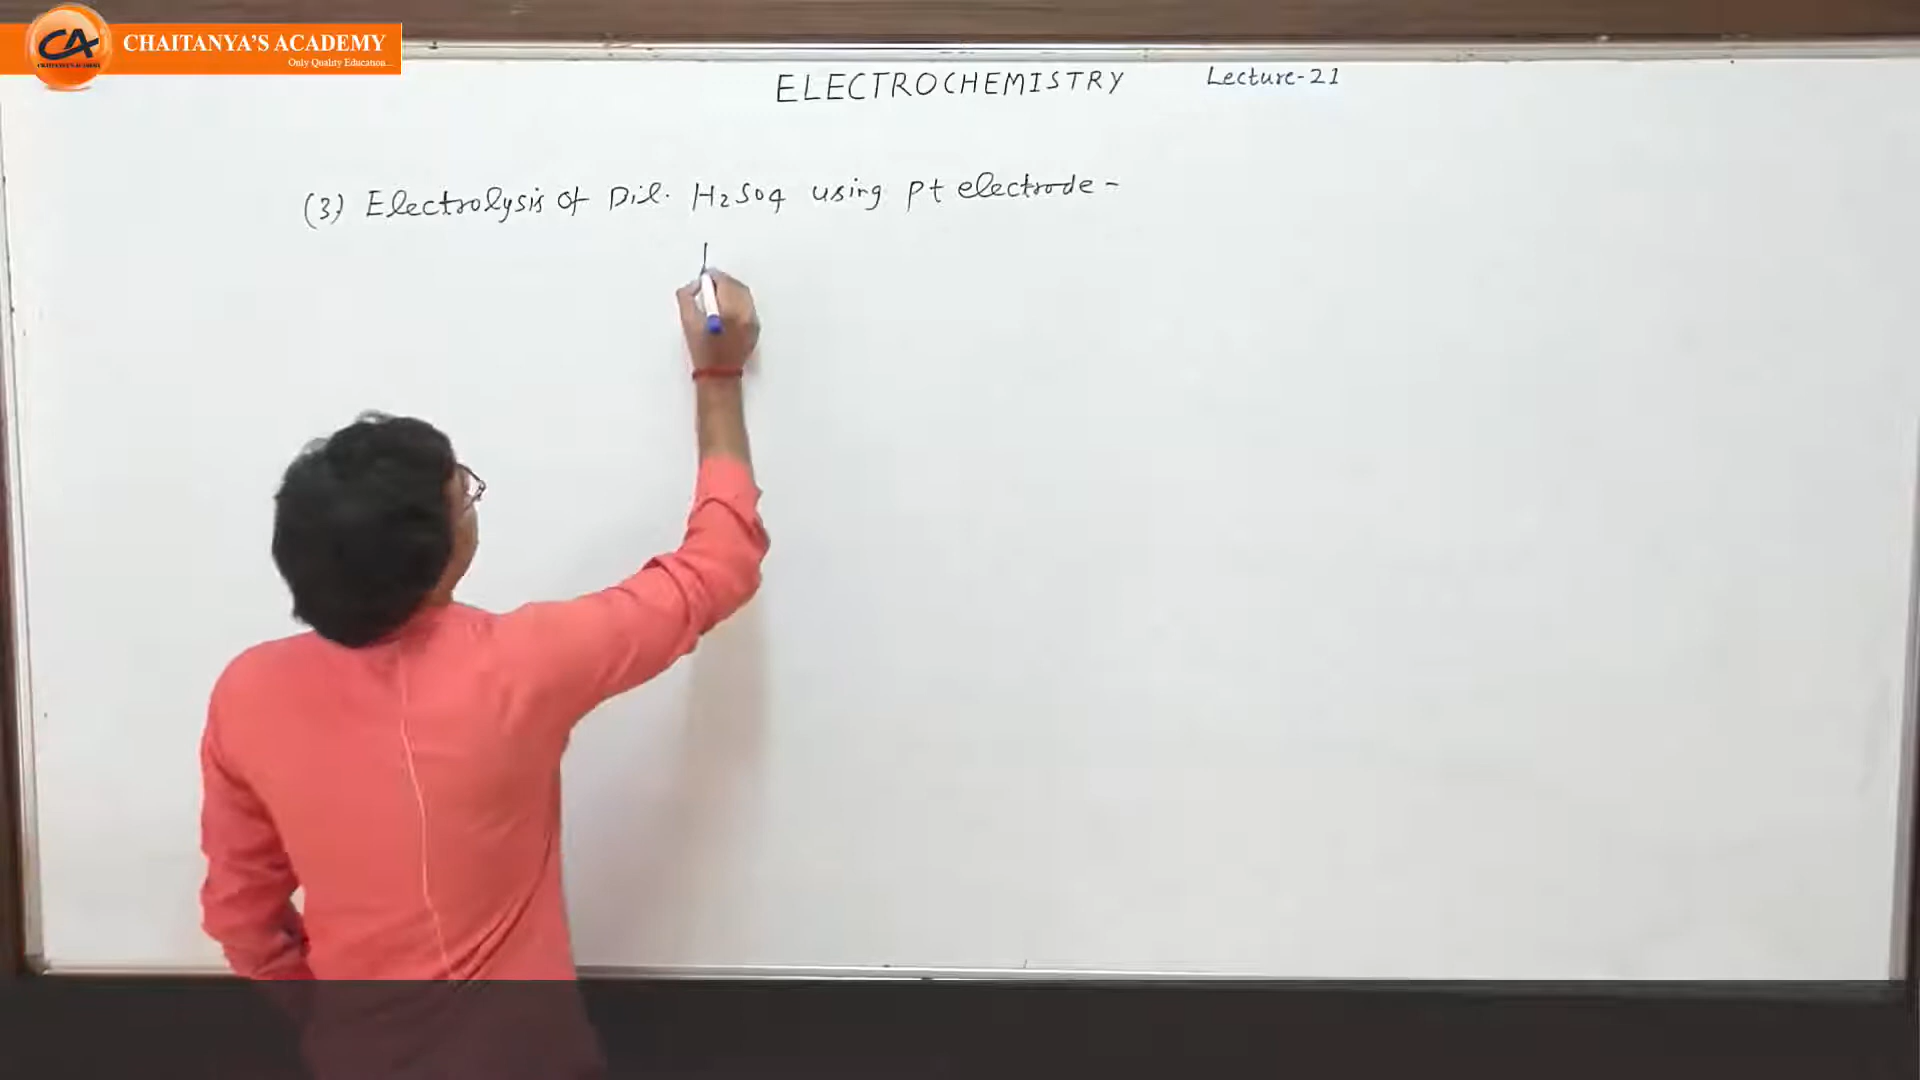 CHAITANYA'S ACADEMY
Only Quality Education...
ELECTROCHEMISTRY Lecture-21
(3) Electrolysis of Dil. H2SO4 using Pt electrode -